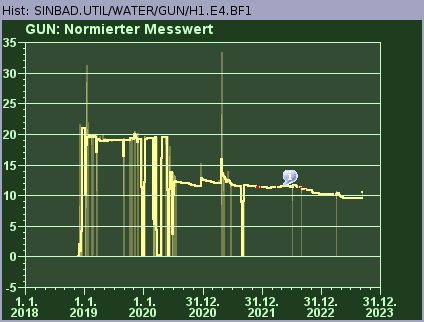 Hist: SINBAD.UTIL/WATER/GUN/H1.E4.BF1
GUN: Normierter Messwert
35
30
25
20
15
10
5
0
-5
1. 1. 1. 1. 1. 1. 31.12. 31.12. 31.12. 31.12.
2018 2019 2020 2020 2021 2022 2023